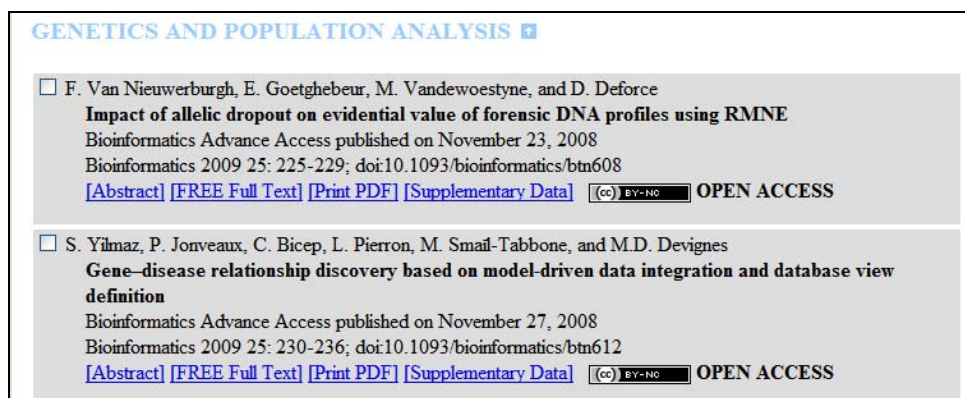 GENETICS AND POPULATION ANALYSIS
F. Van Nieuwerburgh, E. Goetghebeur, M. Vandewoestyne, and D. Deforce
Impact of allelic dropout on evidential value of forensic DNA profiles using RMNE
Bioinformatics Advance Access published on November 23, 2008
Bioinformatics 2009 25: 225-229; doi:10.1093/bioinformatics/btn608
[Abstract] [FREE Full Text] [Print PDF] [Supplementary Data] (cc) BY-NC OPEN ACCESS
S. Yilmaz, P. Jonveaux, C. Bicep, L. Pierron, M. Smaïl-Tabbone, and M.D. Devignes
Gene–disease relationship discovery based on model-driven data integration and database view
definition
Bioinformatics Advance Access published on November 27, 2008
Bioinformatics 2009 25: 230-236; doi:10.1093/bioinformatics/btn612
[Abstract] [FREE Full Text] [Print PDF] [Supplementary Data] (cc) BY-NC OPEN ACCESS